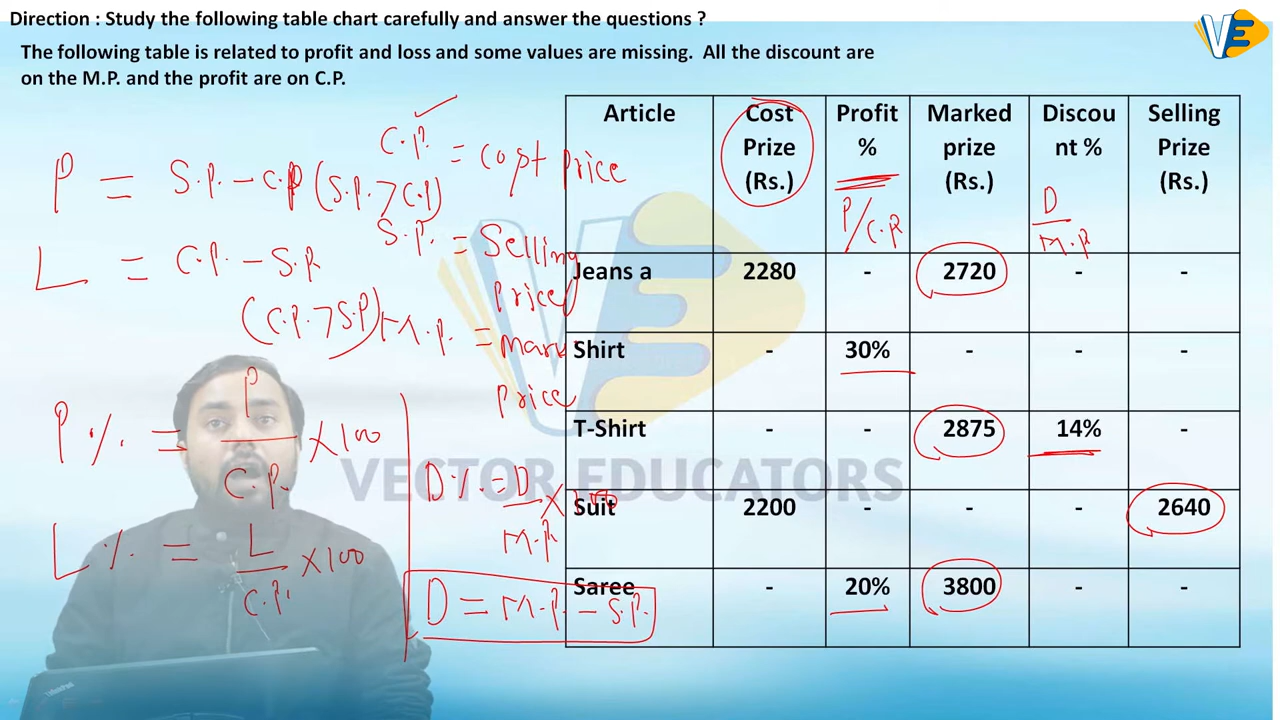 Direction : Study the following table chart carefully and answer the questions ?
The following table is related to profit and loss and some values are missing. All the discount are
on the M.P. and the profit are on C.P.
VE
P = S.P. - C.P (S.P. > C.P)
L = C.P. - S.P.
(C.P. > S.P)
C.P. = cost price
S.P. = Selling
price
M.P. = mark
price
P % = P/C.P. × 100
L % = L/C.P. × 100
D % = D/M.P × 100
D = M.P. - S.P.
Article Cost Prize (Rs.) Profit % Marked prize (Rs.) Discou nt % Selling Prize (Rs.)
P/C.P D/M.P
Jeans a 2280 - 2720 - -
Shirt - 30% - - -
T-Shirt - - 2875 14% -
Suit 2200 - - - 2640
Saree - 20% 3800 - -
VECTOR EDUCATORS
ThinkPad